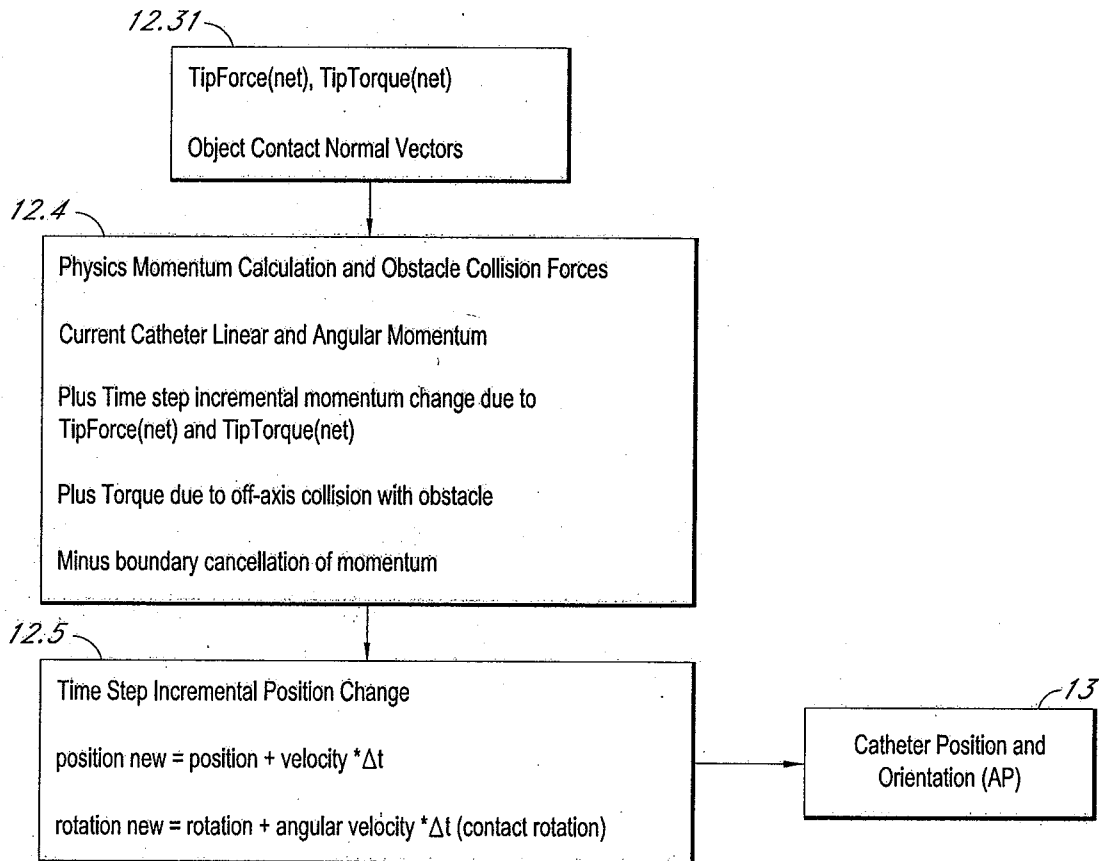 12.31
TipForce(net), TipTorque(net)
Object Contact Normal Vectors
12.4
Physics Momentum Calculation and Obstacle Collision Forces
Current Catheter Linear and Angular Momentum
Plus Time step incremental momentum change due to
TipForce(net) and TipTorque(net)
Plus Torque due to off-axis collision with obstacle
Minus boundary cancellation of momentum
12.5
Time Step Incremental Position Change
position new = position + velocity *Δt
rotation new = rotation + angular velocity *Δt (contact rotation)
13
Catheter Position and
Orientation (AP)